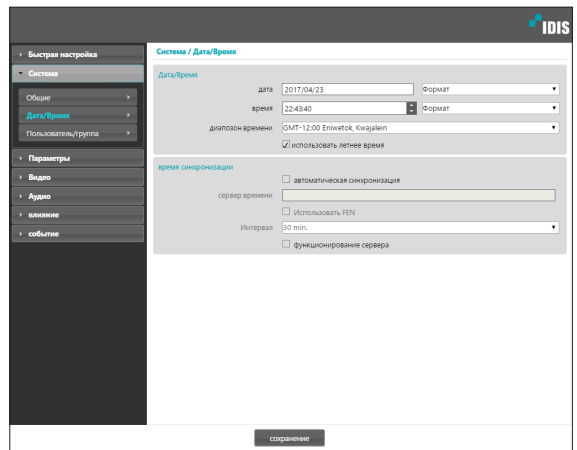 IDIS
Быстрая настройка
Система
Общие
Дата/Время
Пользователь/группа
Параметры
Видео
Аудио
влияние
событие
Система / Дата/Время
Дата/Время
дата 2017/04/23 Формат
время 22:43:40 Формат
диапозон времени GMT-12:00 Eniwetok, Kwajalein
использовать летнее время
время синхронизации
автоматическая синхронизация
сервер времени
Использовать FEN
Интервал 30 min.
функционирование сервера
сохранение